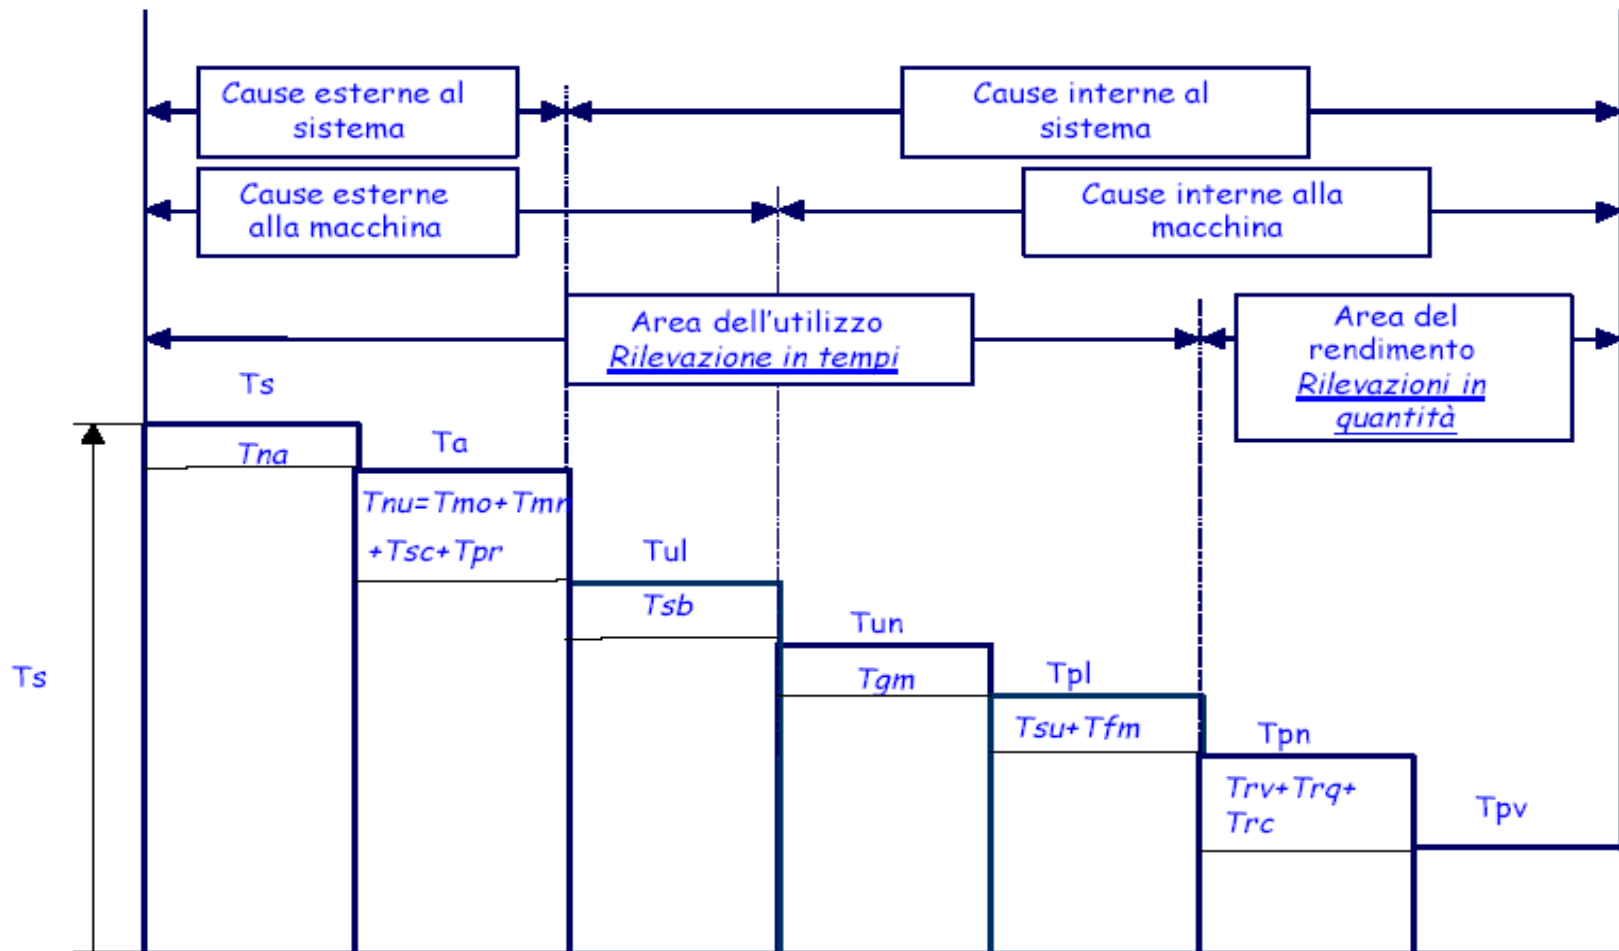 Cause esterne al
sistema
Cause interne al
sistema
Cause esterne
alla macchina
Cause interne alla
macchina
Area dell'utilizzo
Rilevazione in tempi
Area del
rendimento
Rilevazioni in
quantità
Ts
Tna
Ta
Tnu=Tmo+Tmn
+Tsc+Tpr
Tul
Tsb
Tun
Tgm
Ts
Tpl
Tsu+Tfm
Tpn
Trv+Trq+
Trc
Tpv